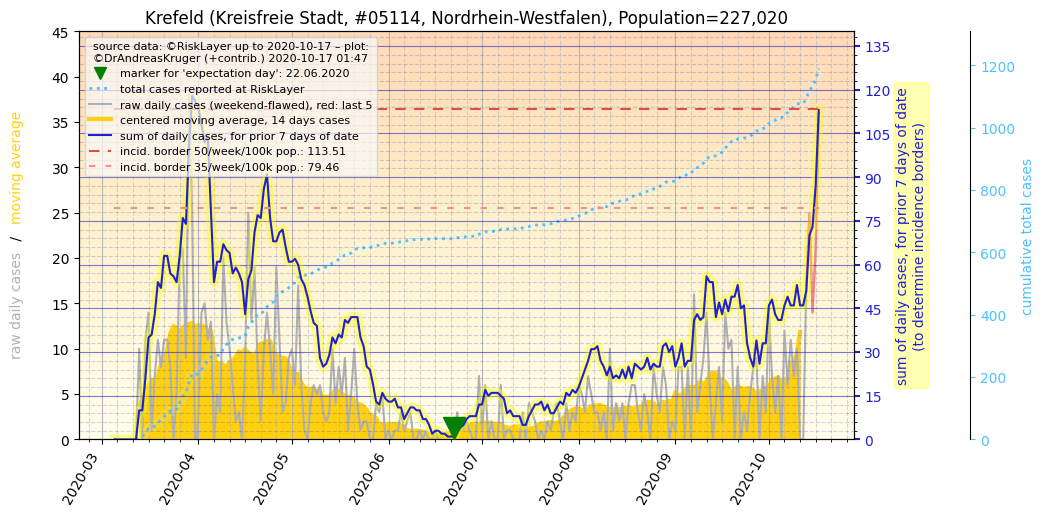 Krefeld (Kreisfreie Stadt, #05114, Nordrhein-Westfalen), Population=227,020
source data: ©RiskLayer up to 2020-10-17 – plot:
©DrAndreasKruger (+contrib.) 2020-10-17 01:47
marker for 'expectation day': 22.06.2020
total cases reported at RiskLayer
raw daily cases (weekend-flawed), red: last 5
centered moving average, 14 days cases
sum of daily cases, for prior 7 days of date
incid. border 50/week/100k pop.: 113.51
incid. border 35/week/100k pop.: 79.46
raw daily cases / moving average
45
40
35
30
25
20
15
10
5
0
2020-03
2020-04
2020-05
2020-06
2020-07
2020-08
2020-09
2020-10
135
120
105
90
75
60
45
30
15
0
sum of daily cases, for prior 7 days of date
(to determine incidence borders)
1200
1000
800
600
400
200
0
cumulative total cases